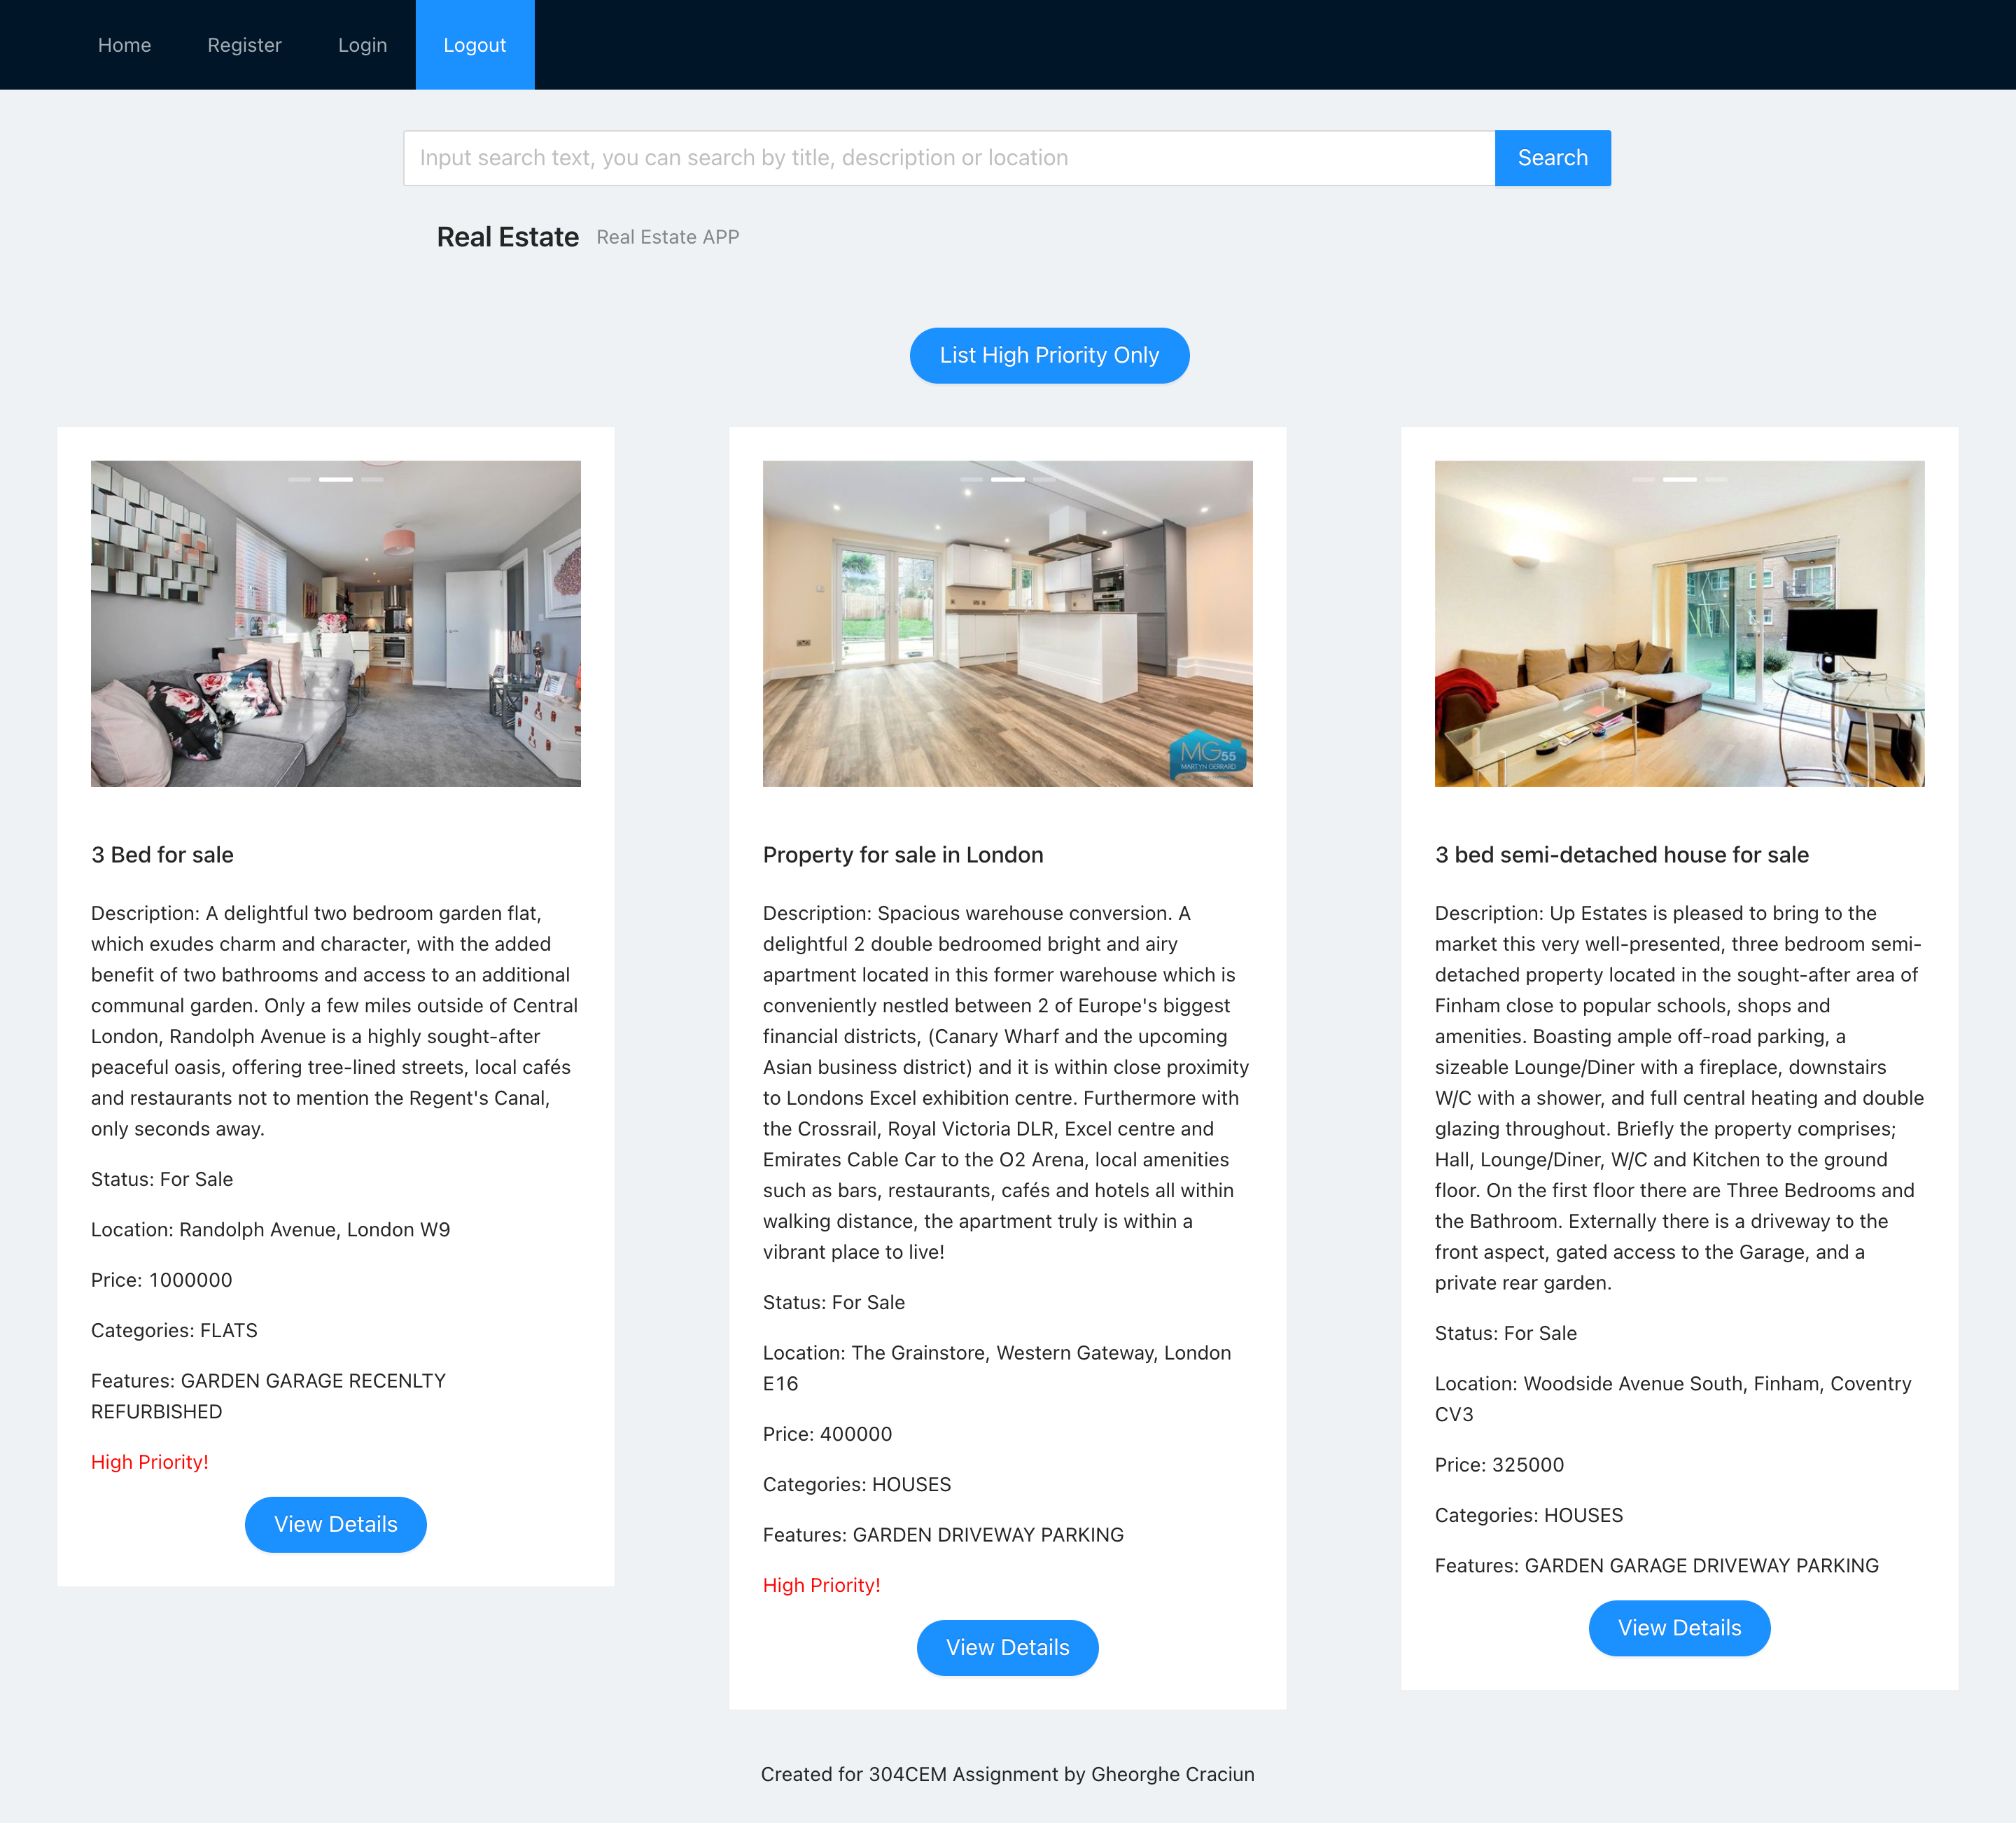 Home Register Login Logout
Input search text, you can search by title, description or location Search
Real Estate Real Estate APP
List High Priority Only
3 Bed for sale
Description: A delightful two bedroom garden flat,
which exudes charm and character, with the added
benefit of two bathrooms and access to an additional
communal garden. Only a few miles outside of Central
London, Randolph Avenue is a highly sought-after
peaceful oasis, offering tree-lined streets, local cafés
and restaurants not to mention the Regent's Canal,
only seconds away.
Status: For Sale
Location: Randolph Avenue, London W9
Price: 1000000
Categories: FLATS
Features: GARDEN GARAGE RECENLTY
REFURBISHED
High Priority!
View Details
MG55
MARTYN GERRARD
Property for sale in London
Description: Spacious warehouse conversion. A
delightful 2 double bedroomed bright and airy
apartment located in this former warehouse which is
conveniently nestled between 2 of Europe's biggest
financial districts, (Canary Wharf and the upcoming
Asian business district) and it is within close proximity
to Londons Excel exhibition centre. Furthermore with
the Crossrail, Royal Victoria DLR, Excel centre and
Emirates Cable Car to the O2 Arena, local amenities
such as bars, restaurants, cafés and hotels all within
walking distance, the apartment truly is within a
vibrant place to live!
Status: For Sale
Location: The Grainstore, Western Gateway, London
E16
Price: 400000
Categories: HOUSES
Features: GARDEN DRIVEWAY PARKING
High Priority!
View Details
3 bed semi-detached house for sale
Description: Up Estates is pleased to bring to the
market this very well-presented, three bedroom semi-
detached property located in the sought-after area of
Finham close to popular schools, shops and
amenities. Boasting ample off-road parking, a
sizeable Lounge/Diner with a fireplace, downstairs
W/C with a shower, and full central heating and double
glazing throughout. Briefly the property comprises;
Hall, Lounge/Diner, W/C and Kitchen to the ground
floor. On the first floor there are Three Bedrooms and
the Bathroom. Externally there is a driveway to the
front aspect, gated access to the Garage, and a
private rear garden.
Status: For Sale
Location: Woodside Avenue South, Finham, Coventry
CV3
Price: 325000
Categories: HOUSES
Features: GARDEN GARAGE DRIVEWAY PARKING
View Details
Created for 304CEM Assignment by Gheorghe Craciun